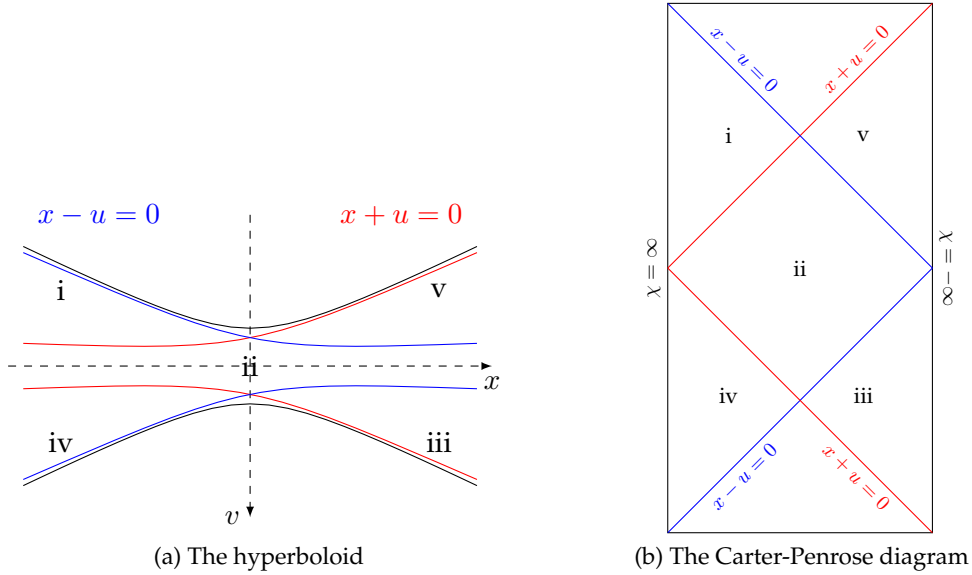 x − u = 0
x + u = 0
i
v
ii
x
iv
iii
v
(a) The hyperboloid
x − u = 0
x + u = 0
i
v
χ = ∞
ii
χ = −∞
iv
iii
x − u = 0
x + u = 0
(b) The Carter-Penrose diagram